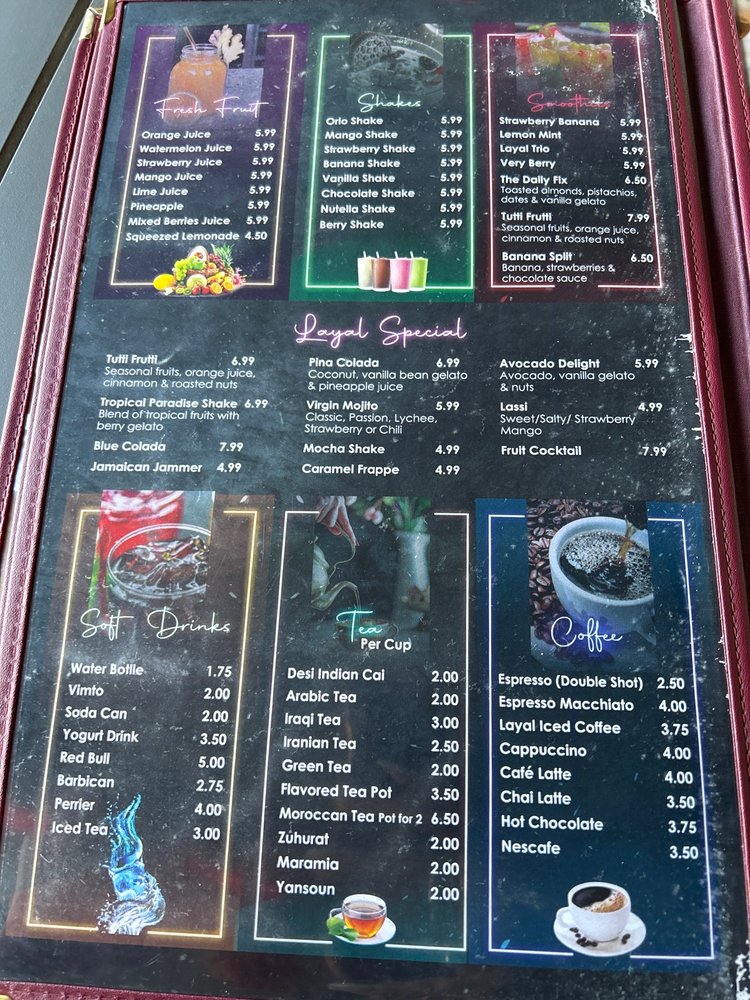 Fresh Fruit
Orange Juice 5.99
Watermelon Juice 5.99
Strawberry Juice 5.99
Mango Juice 5.99
Lime Juice 5.99
Pineapple 5.99
Mixed Berries Juice 5.99
Squeezed Lemonade 4.50
Shakes
Orio Shake 5.99
Mango Shake 5.99
Strawberry Shake 5.99
Banana Shake 5.99
Vanilla Shake 5.99
Chocolate Shake 5.99
Nutella Shake 5.99
Berry Shake 5.99
Smoothies
Strawberry Banana 5.99
Lemon Mint 5.99
Layal Trio 5.99
Very Berry 5.99
The Daily Fix 6.50
Toasted almonds, pistachios,
dates & vanilla gelato
Tutti Frutti 7.99
Seasonal fruits, orange juice,
cinnamon & roasted nuts
Banana Split 6.50
Banana, strawberries &
chocolate sauce
Layal Special
Tutti Frutti 6.99
Seasonal fruits, orange juice,
cinnamon & roasted nuts
Tropical Paradise Shake 6.99
Blend of tropical fruits with
berry gelato
Blue Colada 7.99
Jamaican Jammer 4.99
Pina Colada 6.99
Coconut, vanilla bean gelato
& pineapple juice
Virgin Mojito 5.99
Classic, Passion, Lychee,
Strawberry or Chili
Mocha Shake 4.99
Caramel Frappe 4.99
Avocado Delight 5.99
Avocado, vanilla gelato
& nuts
Lassi 4.99
Sweet/Salty/ Strawberry
Mango
Fruit Cocktail 7.99
Soft Drinks
Water Bottle 1.75
Vimto 2.00
Soda Can 2.00
Yogurt Drink 3.50
Red Bull 5.00
Barbican 2.75
Perrier 4.00
Iced Tea 3.00
Tea
Per Cup
Desi Indian Cai 2.00
Arabic Tea 2.00
Iraqi Tea 3.00
Iranian Tea 2.50
Green Tea 2.00
Flavored Tea Pot 3.50
Moroccan Tea Pot for 2 6.50
Zuhurat 2.00
Maramia 2.00
Yansoun 2.00
Coffee
Espresso (Double Shot) 2.50
Espresso Macchiato 4.00
Layal Iced Coffee 3.75
Cappuccino 4.00
Café Latte 4.00
Chai Latte 3.50
Hot Chocolate 3.75
Nescafe 3.50